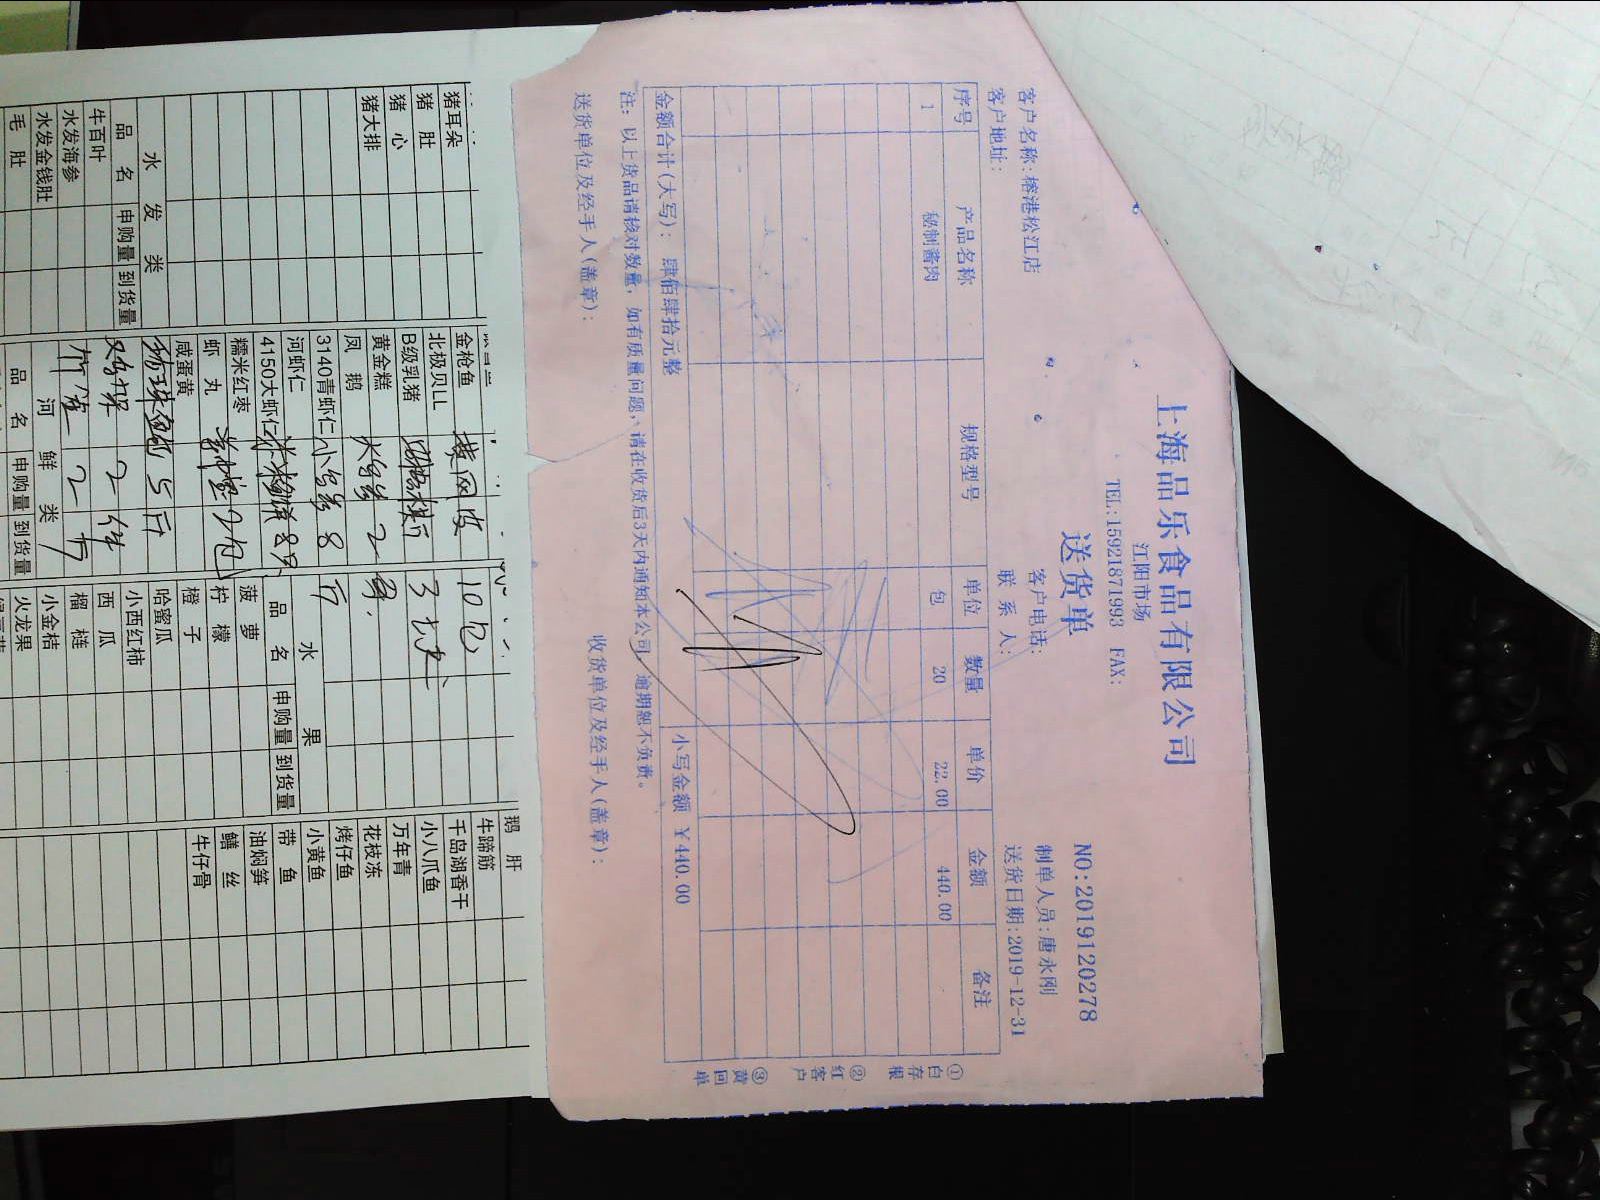 上海品乐食品有限公司
江阳市场
TEL:15921871993 FAX:
送货单
NO:20191120278
客户名称:榕港松江店 客户电话: 制单人员:唐永刚
客户地址: 联系人: 送货日期:2019-12-31
序号 产品名称 规格型号 单位 数量 单价 金额 备注
1 秘制酱肉 包 20 22.00 440.00
金额合计(大写): 肆佰肆拾元整 小写金额 ¥440.00
注: 以上货品请核对数量, 如有质量问题, 请在收货后3天内通知本公司, 逾期恕不负责。
送货单位及经手人(盖章): 收货单位及经手人(盖章):
①白存根
②红客户
③黄回单
猪耳朵
猪肚
猪心
猪大排
水发类
品名 申购量 到货量
牛百叶
水发海参
水发金钱肚
毛肚
金枪鱼 10包
北极贝LL
B级乳猪 3
黄金糕
凤鹅 2
3140青虾仁 8
河虾仁
4150大虾仁
糯米红枣
虾丸 2包
咸蛋黄
5斤
2件
2斤
河鲜类
品名 申购量 到货量
水果
品名 申购量 到货量
菠萝
柠檬
橙子
哈蜜瓜
小西红柿
西瓜
榴梿
小金桔
火龙果
鹅肝
牛蹄筋
千岛湖香干
小八爪鱼
万年青
花枝冻
烤仔鱼
小黄鱼
带鱼
油焖笋
鳝丝
牛仔骨